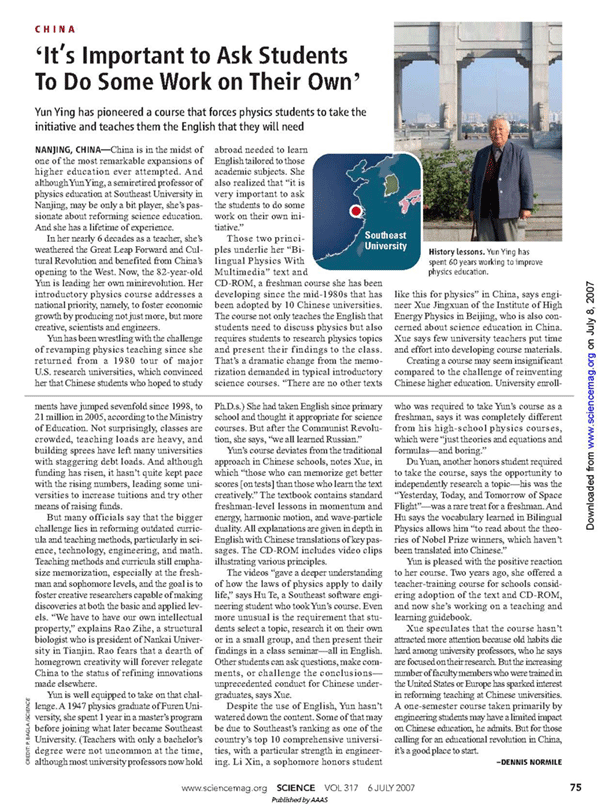 CHINA
‘It’s Important to Ask Students
To Do Some Work on Their Own’
Yun Ying has pioneered a course that forces physics students to take the
initiative and teaches them the English that they will need
NANJING, CHINA—China is in the midst of
one of the most remarkable expansions of
higher education ever attempted. And
although Yun Ying, a semiretired professor of
physics education at Southeast University in
Nanjing, may be only a bit player, she’s pas-
sionate about reforming science education.
And she has a lifetime of experience.
In her nearly 6 decades as a teacher, she’s
weathered the Great Leap Forward and Cul-
tural Revolution and benefited from China’s
opening to the West. Now, the 82-year-old
Yun is leading her own minirevolution. Her
introductory physics course addresses a
national priority, namely, to foster economic
growth by producing not just more, but more
creative, scientists and engineers.
Yun has been wrestling with the challenge
of revamping physics teaching since she
returned from a 1980 tour of major
U.S. research universities, which convinced
her that Chinese students who hoped to study
abroad needed to learn
English tailored to those
academic subjects. She
also realized that “it is
very important to ask
the students to do some
work on their own ini-
tiative.”
Those two princi-
ples underlie her “Bi-
lingual Physics With
Multimedia” text and
CD-ROM, a freshman course she has been
developing since the mid-1980s that has
been adopted by 10 Chinese universities.
The course not only teaches the English that
students need to discuss physics but also
requires students to research physics topics
and present their findings to the class.
That’s a dramatic change from the memo-
rization demanded in typical introductory
science courses. “There are no other texts
Southeast
University
History lessons. Yun Ying has
spent 60 years working to improve
physics education.
like this for physics” in China, says engi-
neer Xue Jingxuan of the Institute of High
Energy Physics in Beijing, who is also con-
cerned about science education in China.
Xue says few university teachers put time
and effort into developing course materials.
Creating a course may seem insignificant
compared to the challenge of reinventing
Chinese higher education. University enroll-
ments have jumped sevenfold since 1998, to
21 million in 2005, according to the Ministry
of Education. Not surprisingly, classes are
crowded, teaching loads are heavy, and
building sprees have left many universities
with staggering debt loads. And although
funding has risen, it hasn’t quite kept pace
with the rising numbers, leading some uni-
versities to increase tuitions and try other
means of raising funds.
But many officials say that the bigger
challenge lies in reforming outdated curric-
ula and teaching methods, particularly in sci-
ence, technology, engineering, and math.
Teaching methods and curricula still empha-
size memorization, especially at the fresh-
man and sophomore levels, and the goal is to
foster creative researchers capable of making
discoveries at both the basic and applied lev-
els. “We have to have our own intellectual
property,” explains Rao Zihe, a structural
biologist who is president of Nankai Univer-
sity in Tianjin. Rao fears that a dearth of
homegrown creativity will forever relegate
China to the status of refining innovations
made elsewhere.
Yun is well equipped to take on that chal-
lenge. A 1947 physics graduate of Furen Uni-
versity, she spent 1 year in a master’s program
before joining what later became Southeast
University. (Teachers with only a bachelor’s
degree were not uncommon at the time,
although most university professors now hold
Ph.D.s.) She had taken English since primary
school and thought it appropriate for science
courses. But after the Communist Revolu-
tion, she says, “we all learned Russian.”
Yun’s course deviates from the traditional
approach in Chinese schools, notes Xue, in
which “those who can memorize get better
scores [on tests] than those who learn the text
creatively.” The textbook contains standard
freshman-level lessons in momentum and
energy, harmonic motion, and wave-particle
duality. All explanations are given in depth in
English with Chinese translations of key pas-
sages. The CD-ROM includes video clips
illustrating various principles.
The videos “gave a deeper understanding
of how the laws of physics apply to daily
life,” says Hu Te, a Southeast software engi-
neering student who took Yun’s course. Even
more unusual is the requirement that stu-
dents select a topic, research it on their own
or in a small group, and then present their
findings in a class seminar—all in English.
Other students can ask questions, make com-
ments, or challenge the conclusions—
unprecedented conduct for Chinese under-
graduates, says Xue.
Despite the use of English, Yun hasn’t
watered down the content. Some of that may
be due to Southeast’s ranking as one of the
country’s top 10 comprehensive universi-
ties, with a particular strength in engineer-
ing. Li Xin, a sophomore honors student
who was required to take Yun’s course as a
freshman, says it was completely different
from his high-school physics courses,
which were “just theories and equations and
formulas—and boring.”
Du Yuan, another honors student required
to take the course, says the opportunity to
independently research a topic—his was the
“Yesterday, Today, and Tomorrow of Space
Flight”—was a rare treat for a freshman. And
Hu says the vocabulary learned in Bilingual
Physics allows him “to read about the theo-
ries of Nobel Prize winners, which haven’t
been translated into Chinese.”
Yun is pleased with the positive reaction
to her course. Two years ago, she offered a
teacher-training course for schools consid-
ering adoption of the text and CD-ROM,
and now she’s working on a teaching and
learning guidebook.
Xue speculates that the course hasn’t
attracted more attention because old habits die
hard among university professors, who he says
are focused on their research. But the increasing
number of faculty members who were trained in
the United States or Europe has sparked interest
in reforming teaching at Chinese universities.
A one-semester course taken primarily by
engineering students may have a limited impact
on Chinese education, he admits. But for those
calling for an educational revolution in China,
it’s a good place to start.
–DENNIS NORMILE
CREDIT: P. BAGLA/SCIENCE
www.sciencemag.org SCIENCE VOL 317 6 JULY 2007 75
Published by AAAS
Downloaded from www.sciencemag.org on July 8, 2007